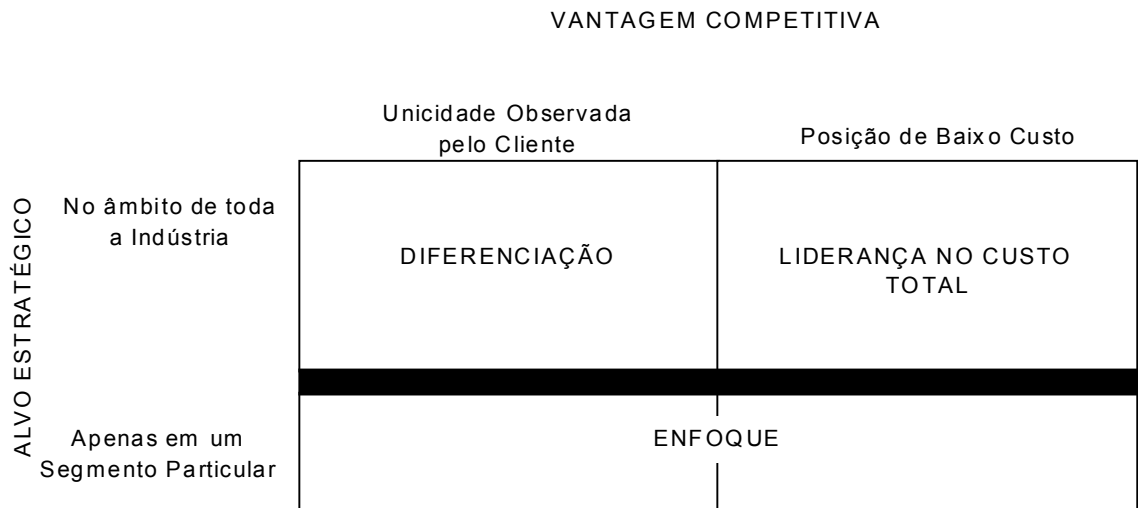 VANTAGEM COMPETITIVA
Unicidade Observada
pelo Cliente
Posição de Baixo Custo
ALVO ESTRATÉGICO
No âmbito de toda
a Indústria
DIFERENCIAÇÃO
LIDERANÇA NO CUSTO
TOTAL
Apenas em um
Segmento Particular
ENFOQUE